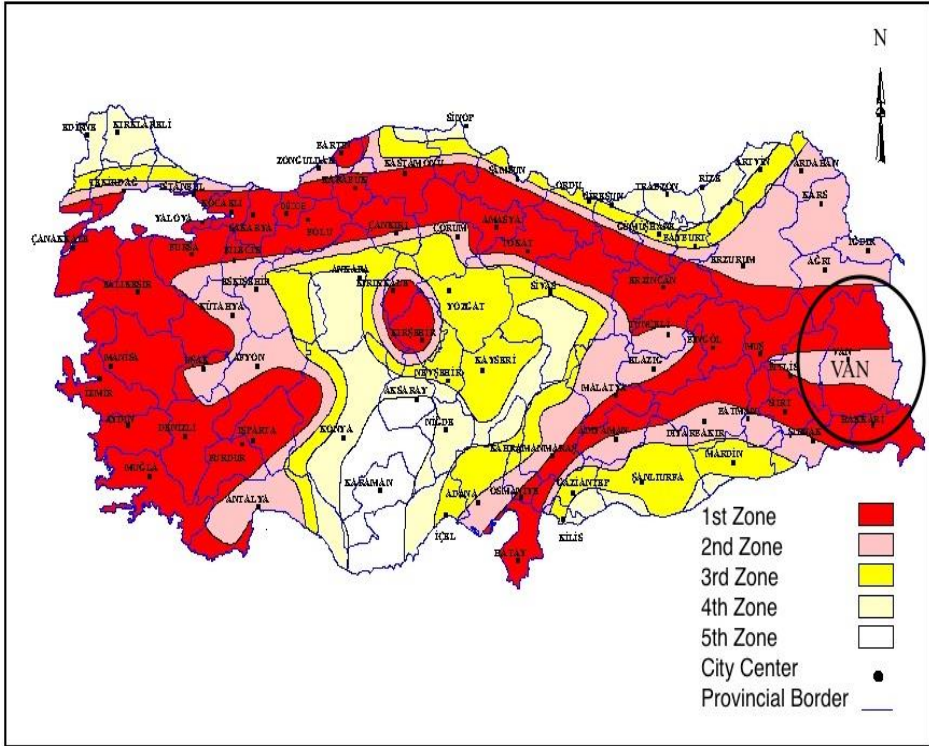 N
SİNOP
EDİRNE
KIRKLARELİ
BARTIN
ZONGULDAK
KASTAMONU
KARABÜK
SAMSUN
ARTVİN
ARDAHAN
TEKİRDAĞ
İSTANBUL
ORDU
GİRESUN
TRABZON
RİZE
KARS
KOCAELİ
YALOVA
SAKARYA
BOLU
ÇANKIRI
ÇORUM
AMASYA
TOKAT
GÜMÜŞHANE
BAYBURT
ÇANAKKALE
BURSA
BİLECİK
ERZURUM
AĞRI
IĞDIR
ANKARA
ESKİŞEHİR
KIRIKKALE
YOZGAT
SİVAS
ERZİNCAN
BALIKESİR
KÜTAHYA
KIRŞEHİR
TUNCELİ
BİNGÖL
MUŞ
VAN
VAN
MANİSA
UŞAK
AFYON
NEVŞEHİR
KAYSERİ
ELAZIĞ
BİTLİS
İZMİR
AKSARAY
MALATYA
SİİRT
AYDIN
DENİZLİ
ISPARTA
KONYA
NİĞDE
KAHRAMANMARAŞ
ADIYAMAN
DİYARBAKIR
BATMAN
ŞIRNAK
HAKKARİ
BURDUR
MUĞLA
ANTALYA
KARAMAN
ADANA
OSMANİYE
GAZİANTEP
ŞANLIURFA
MARDİN
İÇEL
KİLİS
HATAY
1st Zone
2nd Zone
3rd Zone
4th Zone
5th Zone
City Center
Provincial Border